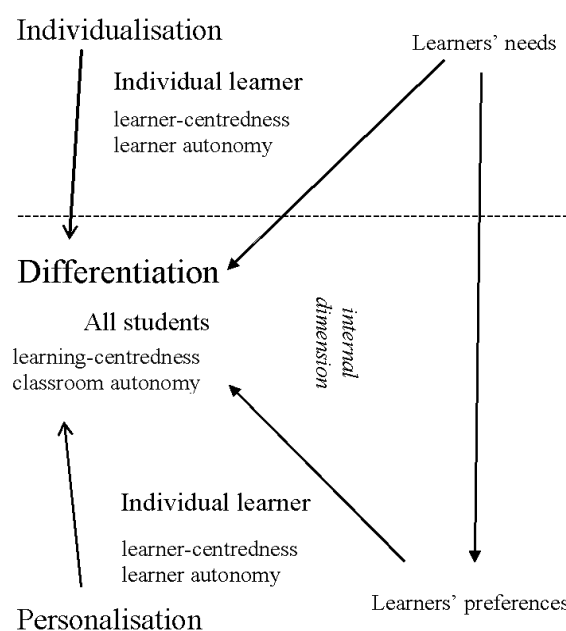 Individualisation
Learners' needs
Individual learner
learner-centredness
learner autonomy
Differentiation
All students
learning-centredness
classroom autonomy
internal
dimension
Individual learner
learner-centredness
learner autonomy
Learners' preferences
Personalisation